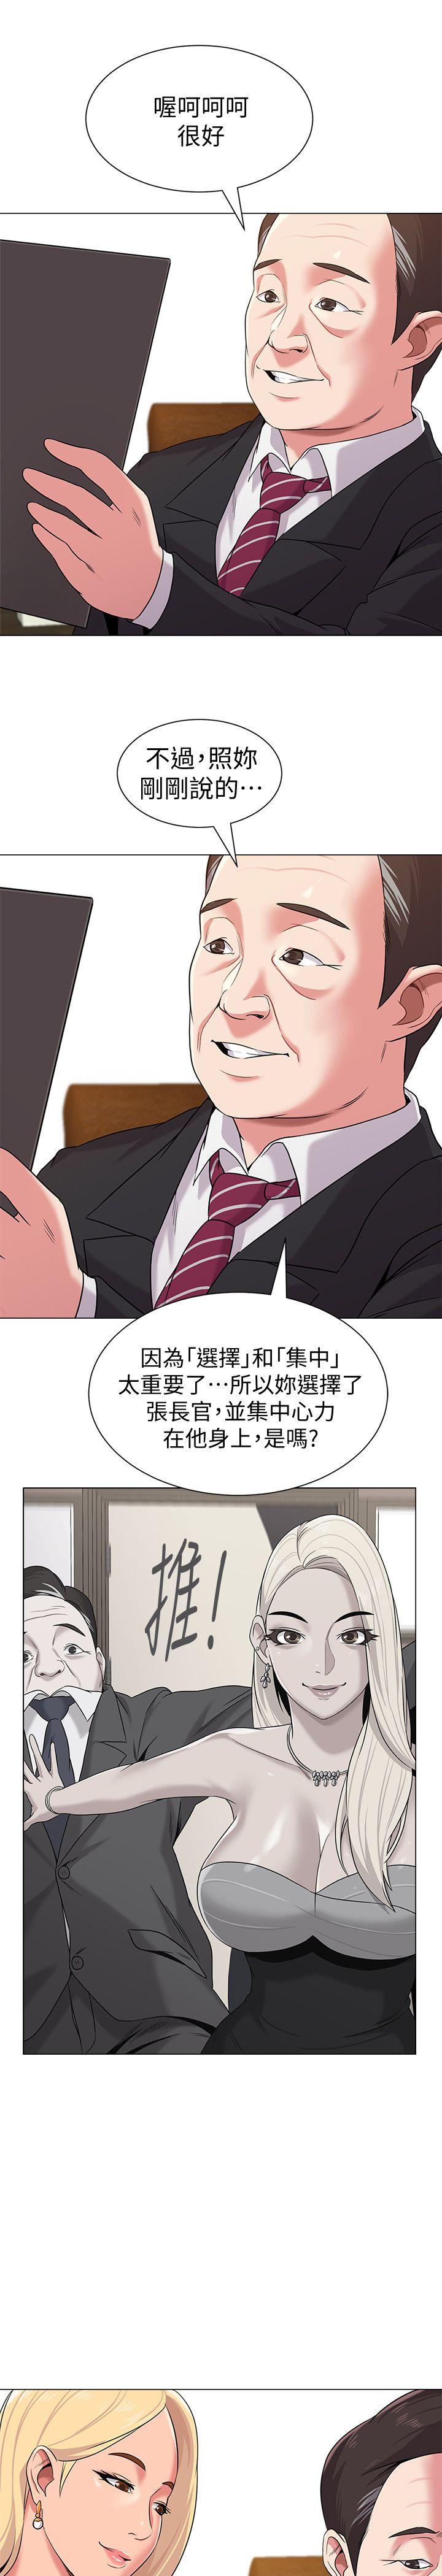 喔呵呵呵
很好
不過，照妳
剛剛說的⋯
因為「選擇」和「集中」
太重要了⋯所以妳選擇了
張長官，並集中心力
在他身上，是嗎?
推!